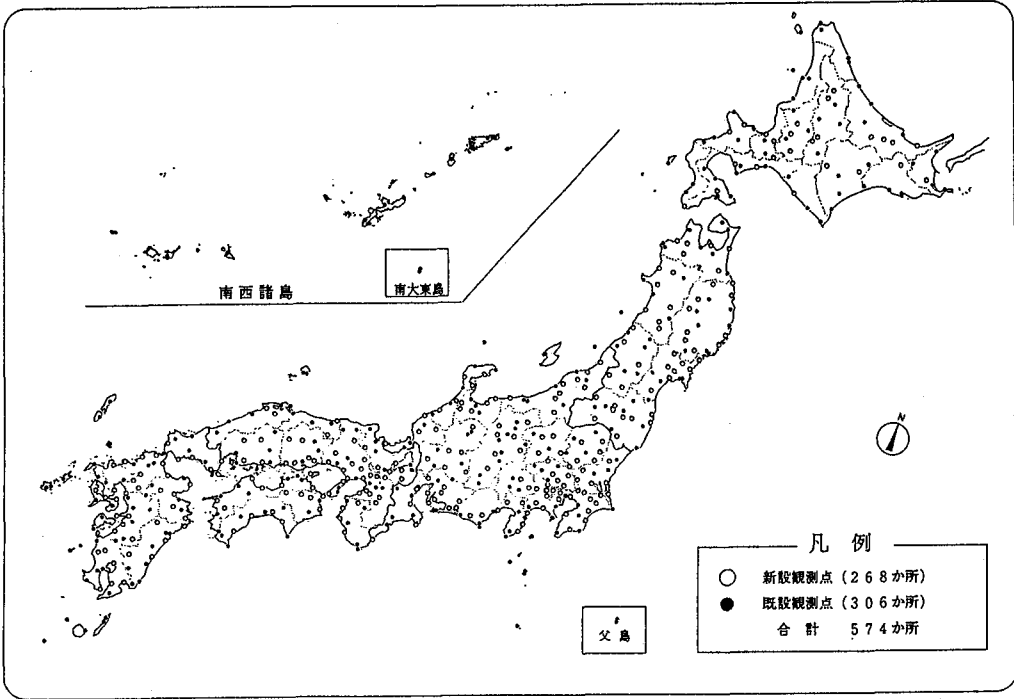 南西諸島
南大東島
N
父島
凡例
○ 新設観測点(268か所)
● 既設観測点(306か所)
合計 574か所